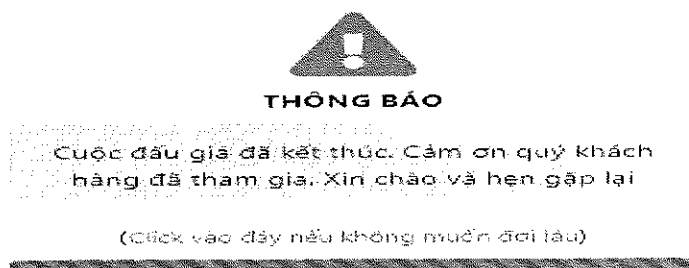 THÔNG BÁO
Cuộc đấu giá đã kết thúc. Cảm ơn quý khách
hàng đã tham gia. Xin chào và hẹn gặp lại
(Click vào đây nếu không muốn đợi lâu)